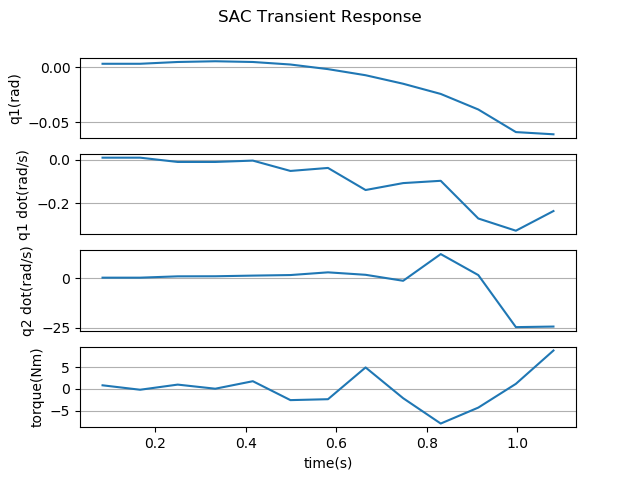 SAC Transient Response
q1(rad)
0.00
−0.05
q1 dot(rad/s)
0.0
−0.2
q2 dot(rad/s)
0
−25
torque(Nm)
5
0
−5
0.2 0.4 0.6 0.8 1.0
time(s)